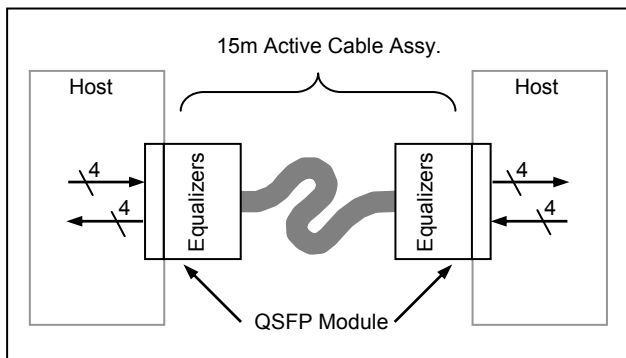 15m Active Cable Assy.
Host
Host
4
4
Equalizers
Equalizers
4
4
QSFP Module